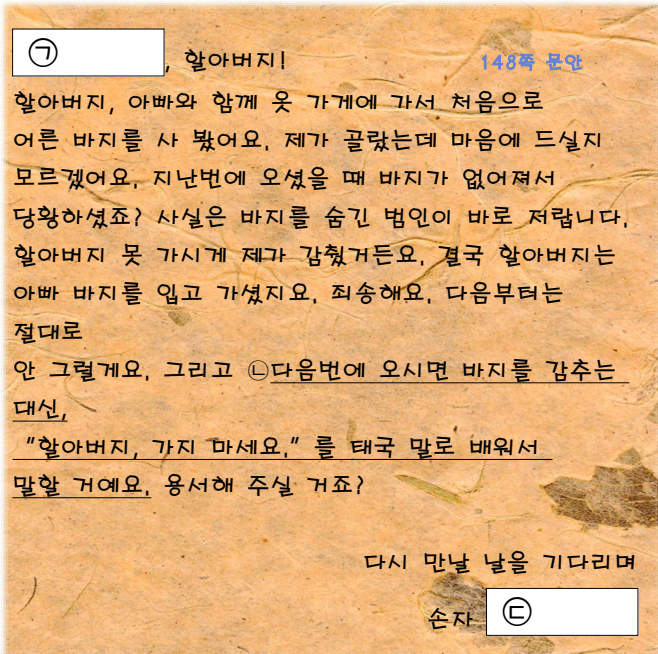 ㉠, 할아버지!
148쪽 문안
할아버지, 아빠와 함께 옷 가게에 가서 처음으로
어른 바지를 사 봤어요. 제가 골랐는데 마음에 드실지
모르겠어요. 지난번에 오셨을 때 바지가 없어져서
당황하셨죠? 사실은 바지를 숨긴 범인이 바로 저랍니다.
할아버지 못 가시게 제가 감췄거든요. 결국 할아버지는
아빠 바지를 입고 가셨지요. 죄송해요. 다음부터는
절대로
안 그럴게요. 그리고 ㉡다음번에 오시면 바지를 감추는
대신,
"할아버지, 가지 마세요." 를 태국 말로 배워서
말할 거예요. 용서해 주실 거죠?
다시 만날 날을 기다리며
손자 ㉢